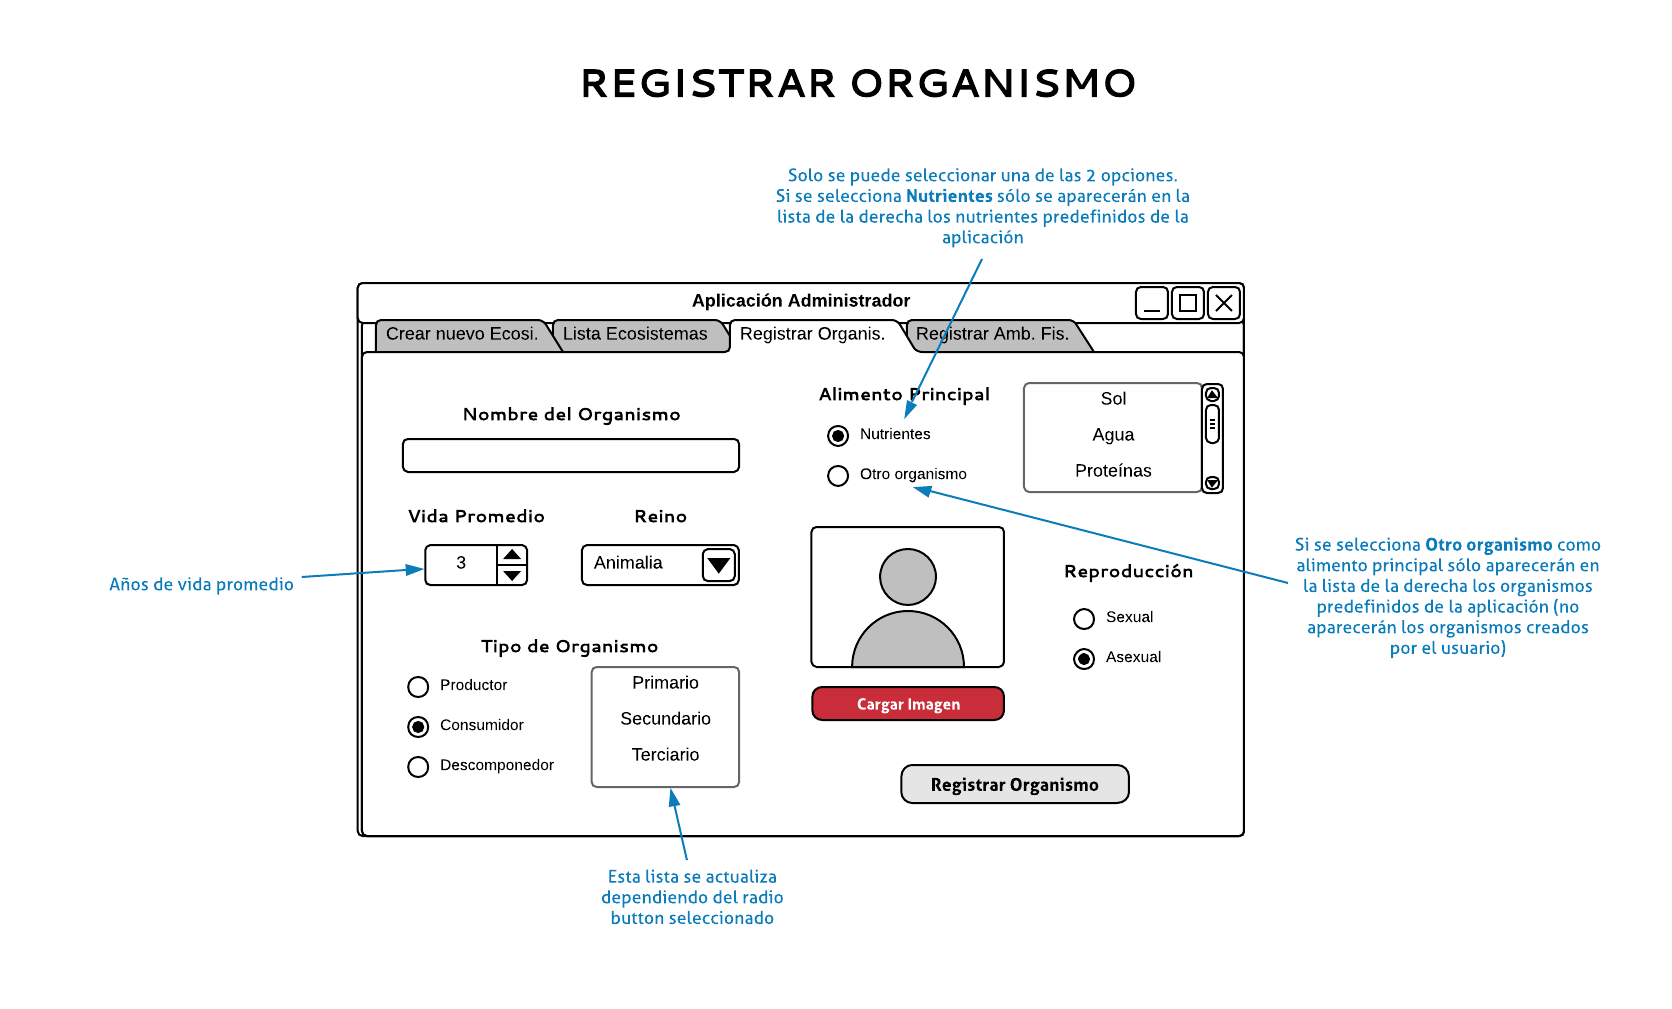 REGISTRAR ORGANISMO
Solo se puede seleccionar una de las 2 opciones.
Si se selecciona Nutrientes sólo se aparecerán en la
lista de la derecha los nutrientes predefinidos de la
aplicación
Aplicación Administrador
Crear nuevo Ecosi.
Lista Ecosistemas
Registrar Organis.
Registrar Amb. Fis.
Nombre del Organismo
Vida Promedio
Reino
3
Animalia
Años de vida promedio
Tipo de Organismo
Productor
Consumidor
Descomponedor
Primario
Secundario
Terciario
Esta lista se actualiza
dependiendo del radio
button seleccionado
Alimento Principal
Nutrientes
Otro organismo
Sol
Agua
Proteínas
Si se selecciona Otro organismo como
alimento principal sólo aparecerán en
la lista de la derecha los organismos
predefinidos de la aplicación (no
aparecerán los organismos creados
por el usuario)
Cargar Imagen
Reproducción
Sexual
Asexual
Registrar Organismo